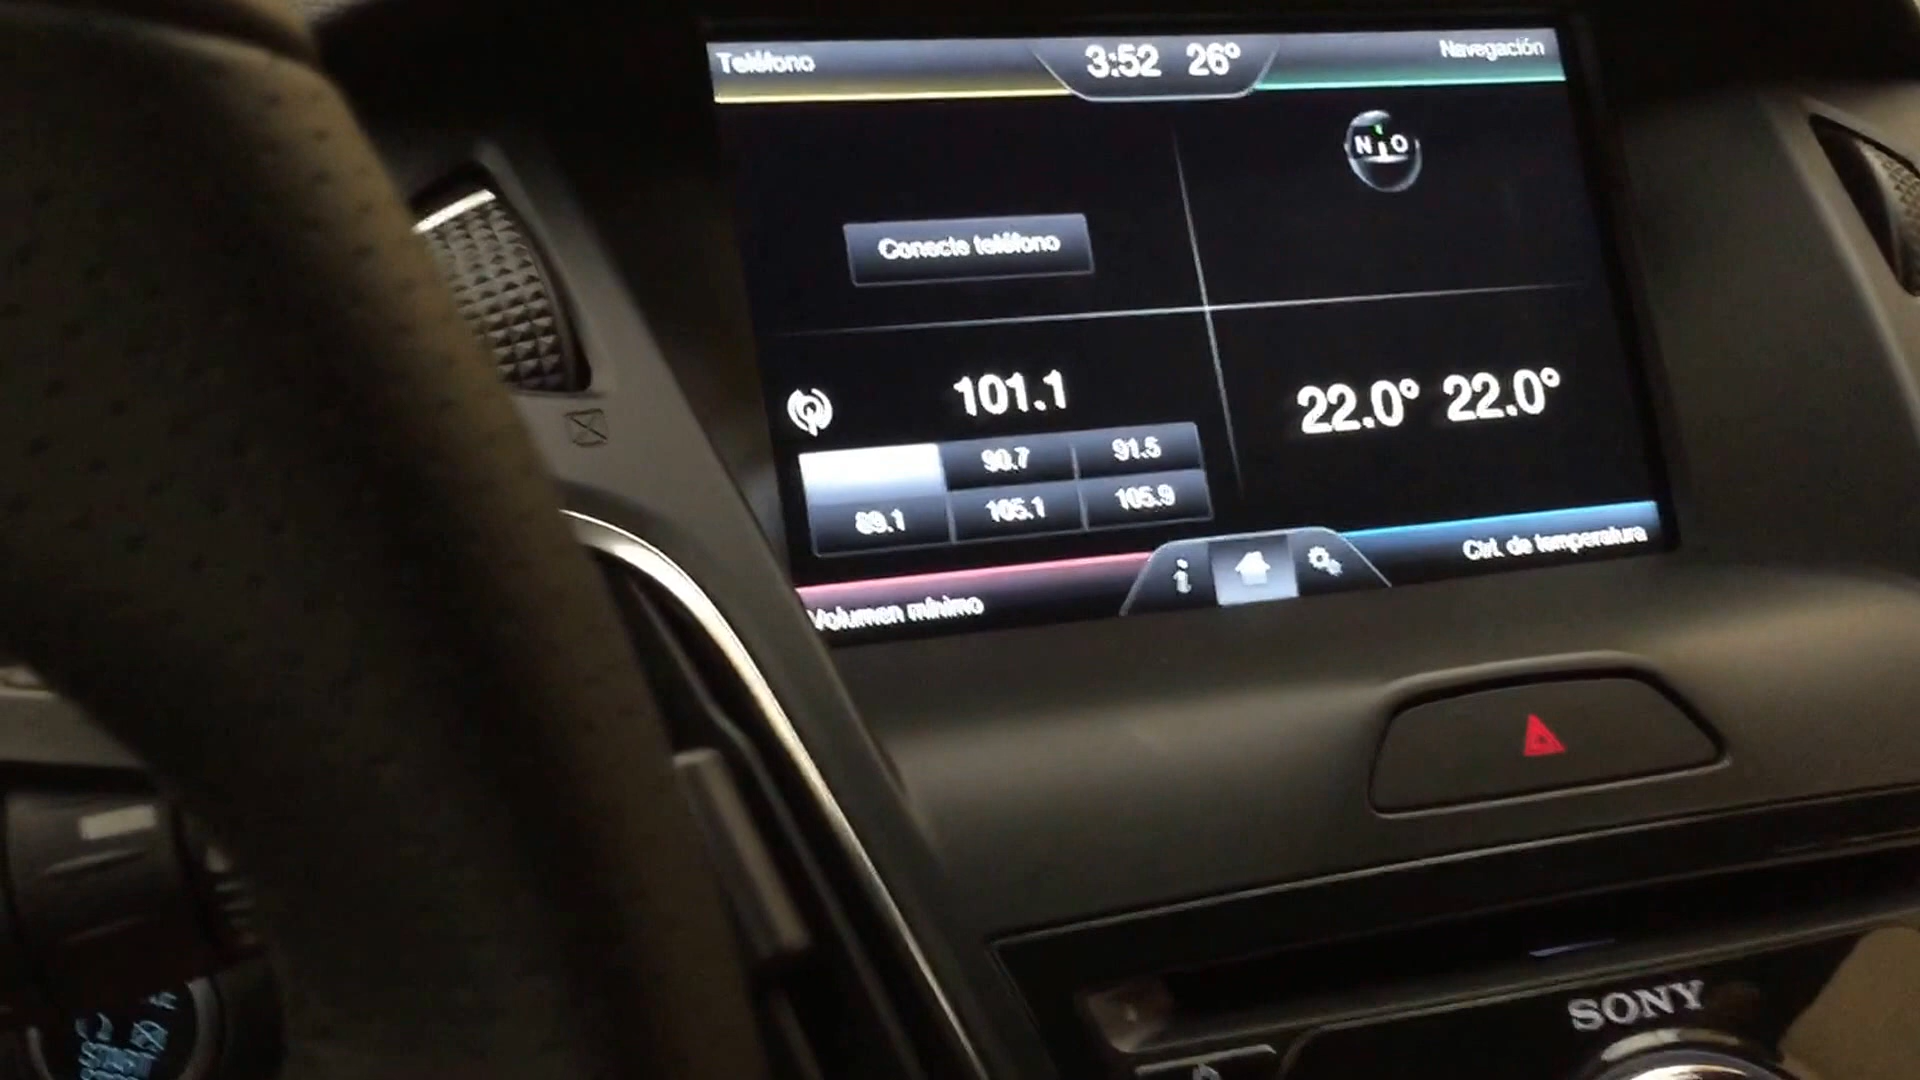 Teléfono
3:52 26°
Navegación
N O
Conecte teléfono
101.1
22.0° 22.0°
90.7
91.5
89.1
105.1
105.9
Volumen mínimo
i
Ctrl. de temperatura
SONY